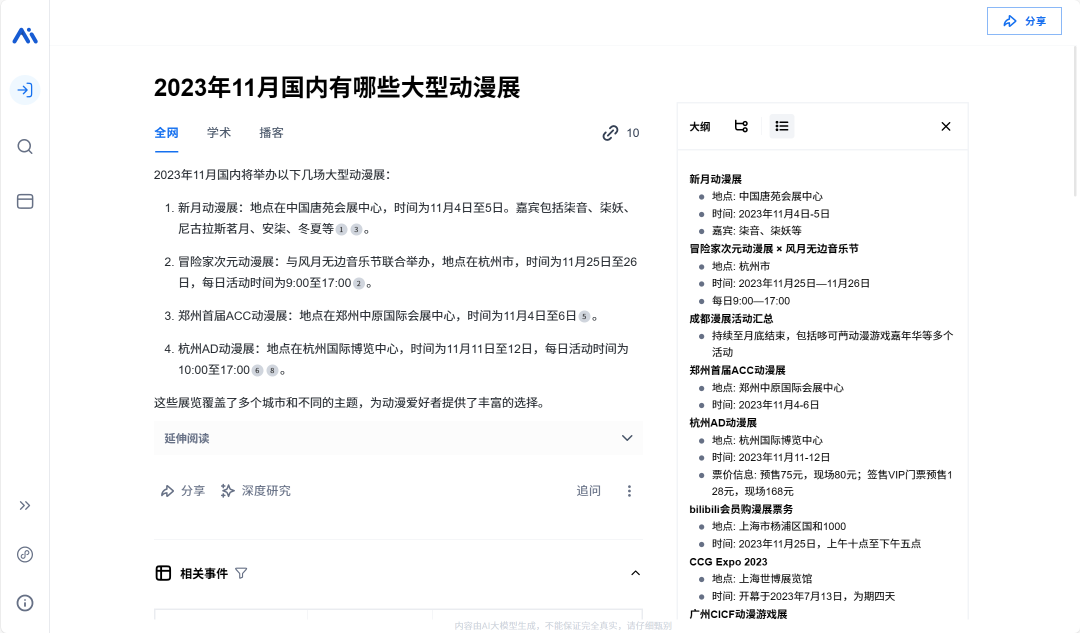 分享
2023年11月国内有哪些大型动漫展
全网 学术 播客 10
2023年11月国内将举办以下几场大型动漫展：
1. 新月动漫展：地点在中国唐苑会展中心，时间为11月4日至5日。嘉宾包括柒音、柒妖、
尼古拉斯茗月、安柒、冬夏等 1 3 。
2. 冒险家次元动漫展：与风月无边音乐节联合举办，地点在杭州市，时间为11月25日至26
日，每日活动时间为9:00至17:00 2 。
3. 郑州首届ACC动漫展：地点在郑州中原国际会展中心，时间为11月4日至6日 5 。
4. 杭州AD动漫展：地点在杭州国际博览中心，时间为11月11日至12日，每日活动时间为
10:00至17:00 6 8 。
这些展览覆盖了多个城市和不同的主题，为动漫爱好者提供了丰富的选择。
延伸阅读
分享 深度研究 追问
相关事件
大纲
新月动漫展
地点: 中国唐苑会展中心
时间: 2023年11月4日-5日
嘉宾: 柒音、柒妖等
冒险家次元动漫展 × 风月无边音乐节
地点: 杭州市
时间: 2023年11月25日—11月26日
每日9:00—17:00
成都漫展活动汇总
持续至月底结束，包括哆可梦动漫游戏嘉年华等多个
活动
郑州首届ACC动漫展
地点: 郑州中原国际会展中心
时间: 2023年11月4-6日
杭州AD动漫展
地点: 杭州国际博览中心
时间: 2023年11月11-12日
票价信息: 预售75元，现场80元；签售VIP门票预售1
28元，现场168元
bilibili会员购漫展票务
地点: 上海市杨浦区国和1000
时间: 2023年11月25日，上午十点至下午五点
CCG Expo 2023
地点: 上海世博展览馆
时间: 开幕于2023年7月13日，为期四天
广州CICF动漫游戏展
内容由AI大模型生成，不能保证完全真实，请仔细甄别